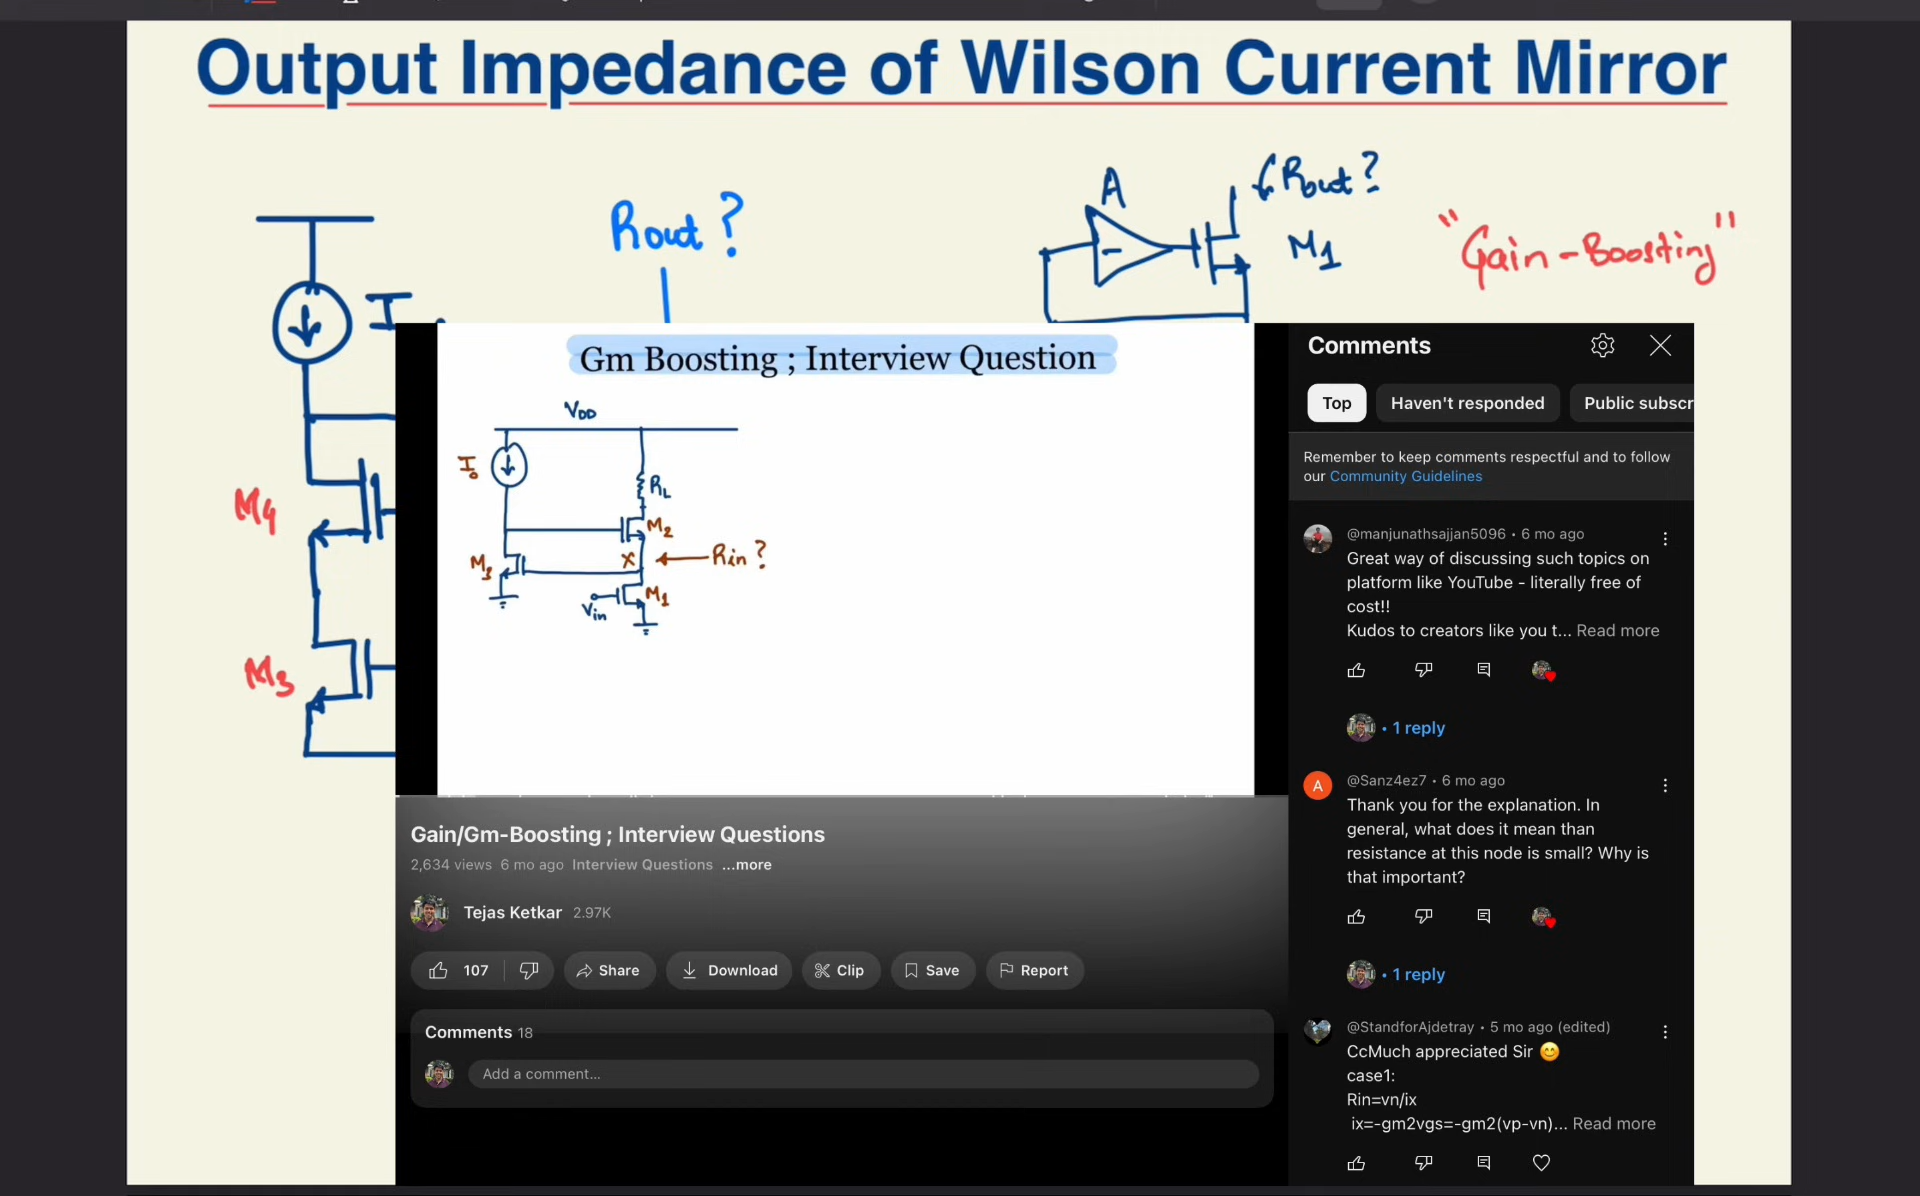 Output Impedance of Wilson Current Mirror
A
Rout?
Rout?
M1
"Gain-Boosting"
I
M4
M3
Gm Boosting ; Interview Question
VDD
I0
RL
M2
X
Rin?
M3
M1
Vin
Gain/Gm-Boosting ; Interview Questions
2,634 views 6 mo ago Interview Questions ...more
Tejas Ketkar 2.97K
107 Share Download Clip Save Report
Comments 18
Add a comment...
Comments
Top Haven't responded Public subscr
Remember to keep comments respectful and to follow
our Community Guidelines
@manjunathsajjan5096 • 6 mo ago
Great way of discussing such topics on
platform like YouTube - literally free of
cost!!
Kudos to creators like you t... Read more
• 1 reply
A
@Sanz4ez7 • 6 mo ago
Thank you for the explanation. In
general, what does it mean than
resistance at this node is small? Why is
that important?
• 1 reply
@StandforAjdetray • 5 mo ago (edited)
CcMuch appreciated Sir 😊
case1:
Rin=vn/ix
ix=-gm2vgs=-gm2(vp-vn)... Read more